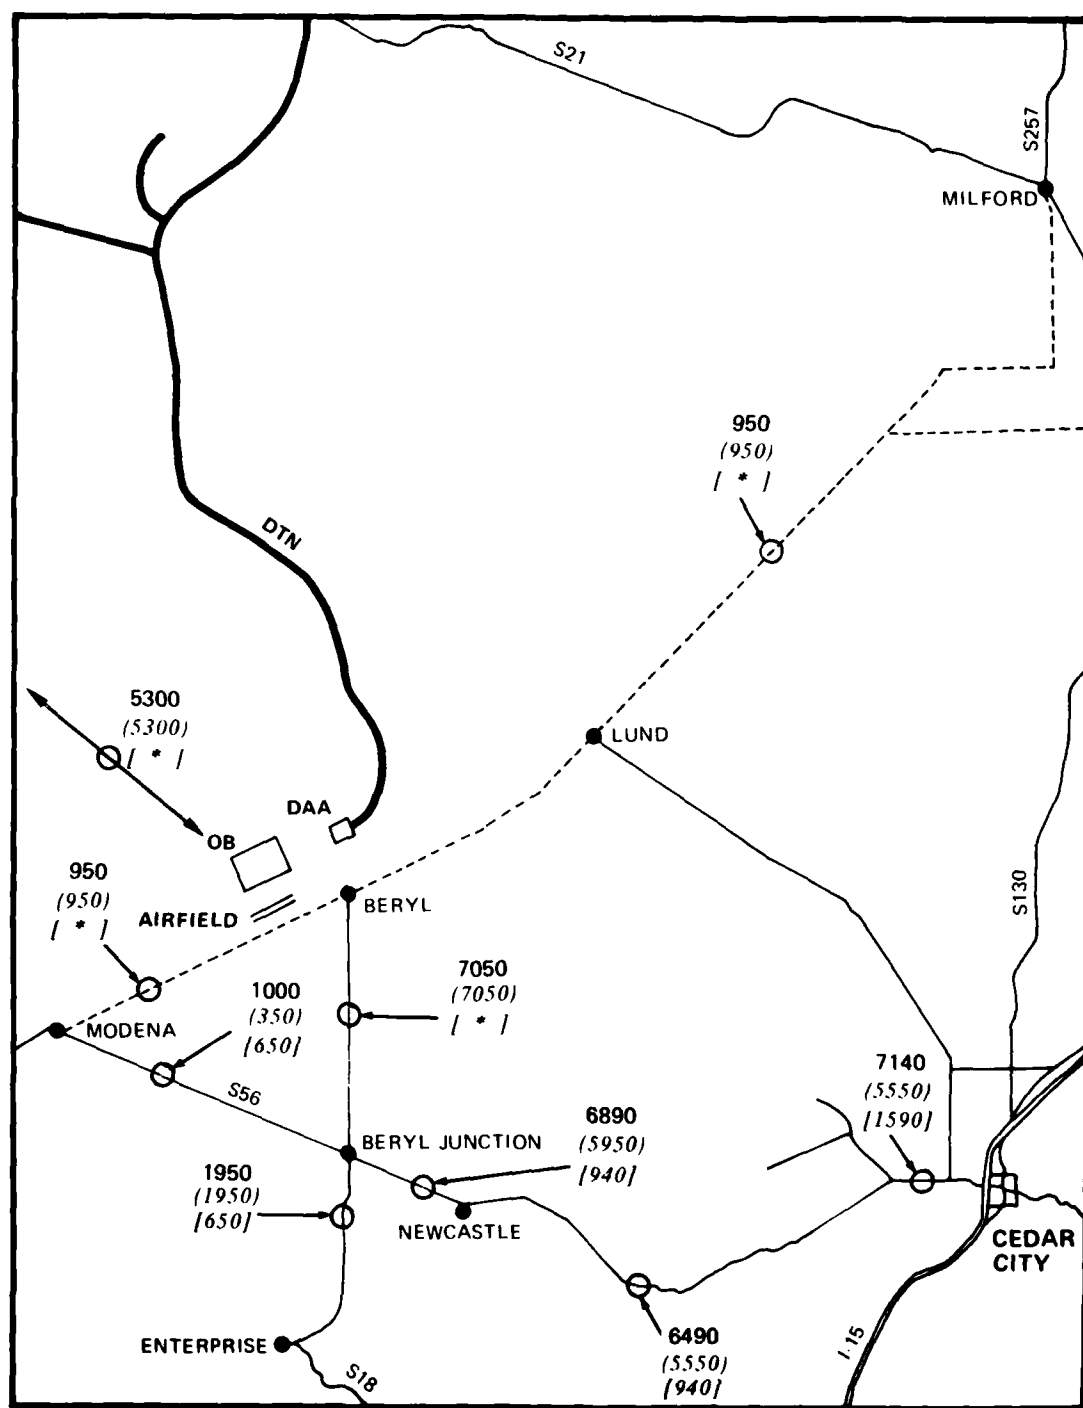 S21
S257
MILFORD
950
(950)
[ * ]
DTN
5300
(5300)
[ * ]
LUND
DAA
OB
950
(950)
[ * ]
AIRFIELD
BERYL
S130
7050
(7050)
[ * ]
1000
(350)
[650]
MODENA
S56
7140
(5550)
[1590]
6890
(5950)
[940]
BERYL JUNCTION
1950
(1950)
[650]
NEWCASTLE
CEDAR
CITY
6490
(5550)
[940]
ENTERPRISE
S18
I-15